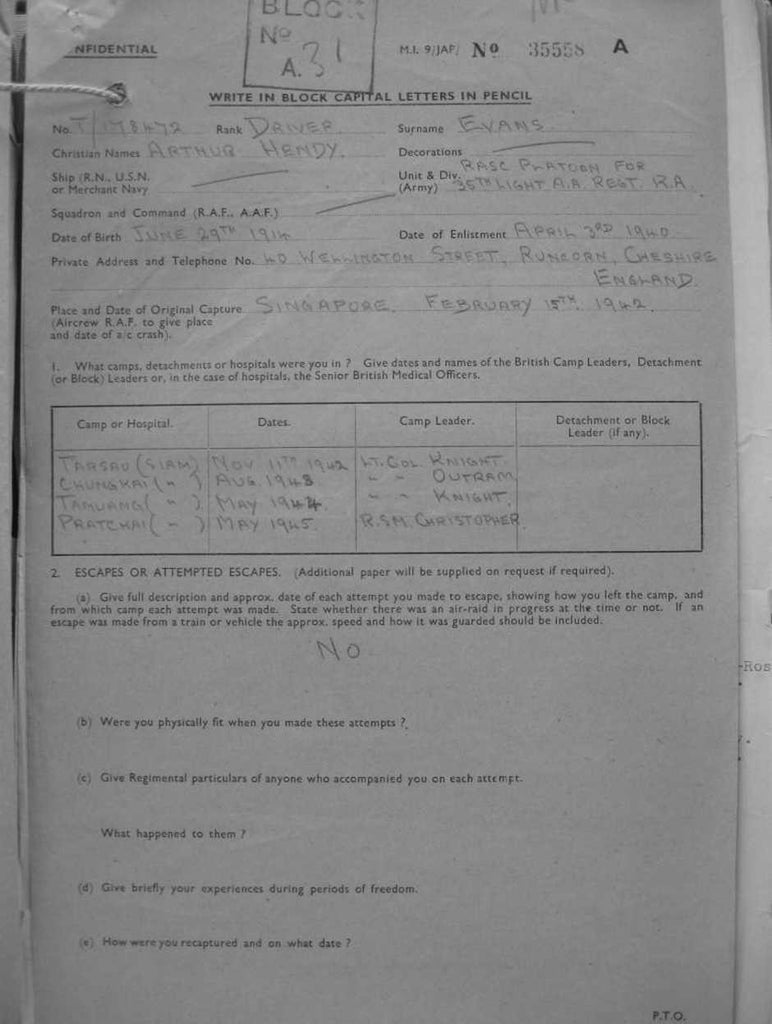 BLOCK
Nº
A.31
NFIDENTIAL
M.I. 9/JAP/ Nº 35558 A
WRITE IN BLOCK CAPITAL LETTERS IN PENCIL
No. T/178472 Rank DRIVER Surname EVANS.
Christian Names ARTHUR HENDY. Decorations
Ship (R.N., U.S.N. or Merchant Navy Unit & Div. (Army) RASC PLATOON FOR
35TH LIGHT A.A. REGT. R.A.
Squadron and Command (R.A.F., A.A.F.)
Date of Birth JUNE 29TH 1914 Date of Enlistment APRIL 3RD 1940
Private Address and Telephone No. 40 WELLINGTON STREET, RUNCORN, CHESHIRE
ENGLAND.
Place and Date of Original Capture SINGAPORE. FEBRUARY 15TH. 1942.
(Aircrew R.A.F. to give place
and date of a/c crash).
1. What camps, detachments or hospitals were you in ? Give dates and names of the British Camp Leaders, Detachment
(or Block) Leaders or, in the case of hospitals, the Senior British Medical Officers.
Camp or Hospital. Dates. Camp Leader. Detachment or Block
Leader (if any).
TARSAU (SIAM) NOV 11TH 1942 LT. COL. KNIGHT.
CHUNGKAI ( " ) AUG. 1943 " " OUTRAM
TAMUANG ( " ) MAY 1944. " " KNIGHT.
PRATCHAI ( " ) MAY 1945. R.S.M. CHRISTOPHER
2. ESCAPES OR ATTEMPTED ESCAPES. (Additional paper will be supplied on request if required).
(a) Give full description and approx. date of each attempt you made to escape, showing how you left the camp, and
from which camp each attempt was made. State whether there was an air-raid in progress at the time or not. If an
escape was made from a train or vehicle the approx. speed and how it was guarded should be included.
NO
-Ros
(b) Were you physically fit when you made these attempts ?
(c) Give Regimental particulars of anyone who accompanied you on each attempt.
What happened to them ?
(d) Give briefly your experiences during periods of freedom.
(e) How were you recaptured and on what date ?
P.T.O.